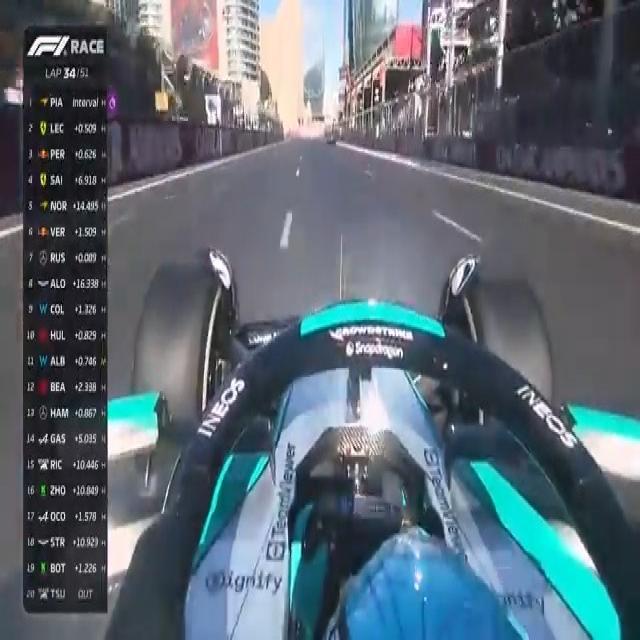 F1 RACE
LAP 34/51
PIA Interval H
2 LEC +0.509 H
3 PER +0.626 H
4 SAI +6.918 H
5 NOR +14.495 H
6 VER +1.509 H
7 RUS +0.089 H
8 ALO +16.338 H
9 COL +1.326 H
10 HUL +0.829 H
11 ALB +0.746 M
12 BEA +2.338 H
13 HAM +0.867 H
14 GAS +5.035 H
15 RIC +10.446 H
16 ZHO +10.849 H
17 OCO +1.578 H
18 STR +10.929 H
19 BOT +1.226 H
20 TSU OUT
CROWDSTRIKE
Snapdragon
INEOS
INEOS
TeamViewer
TeamViewer
Signify